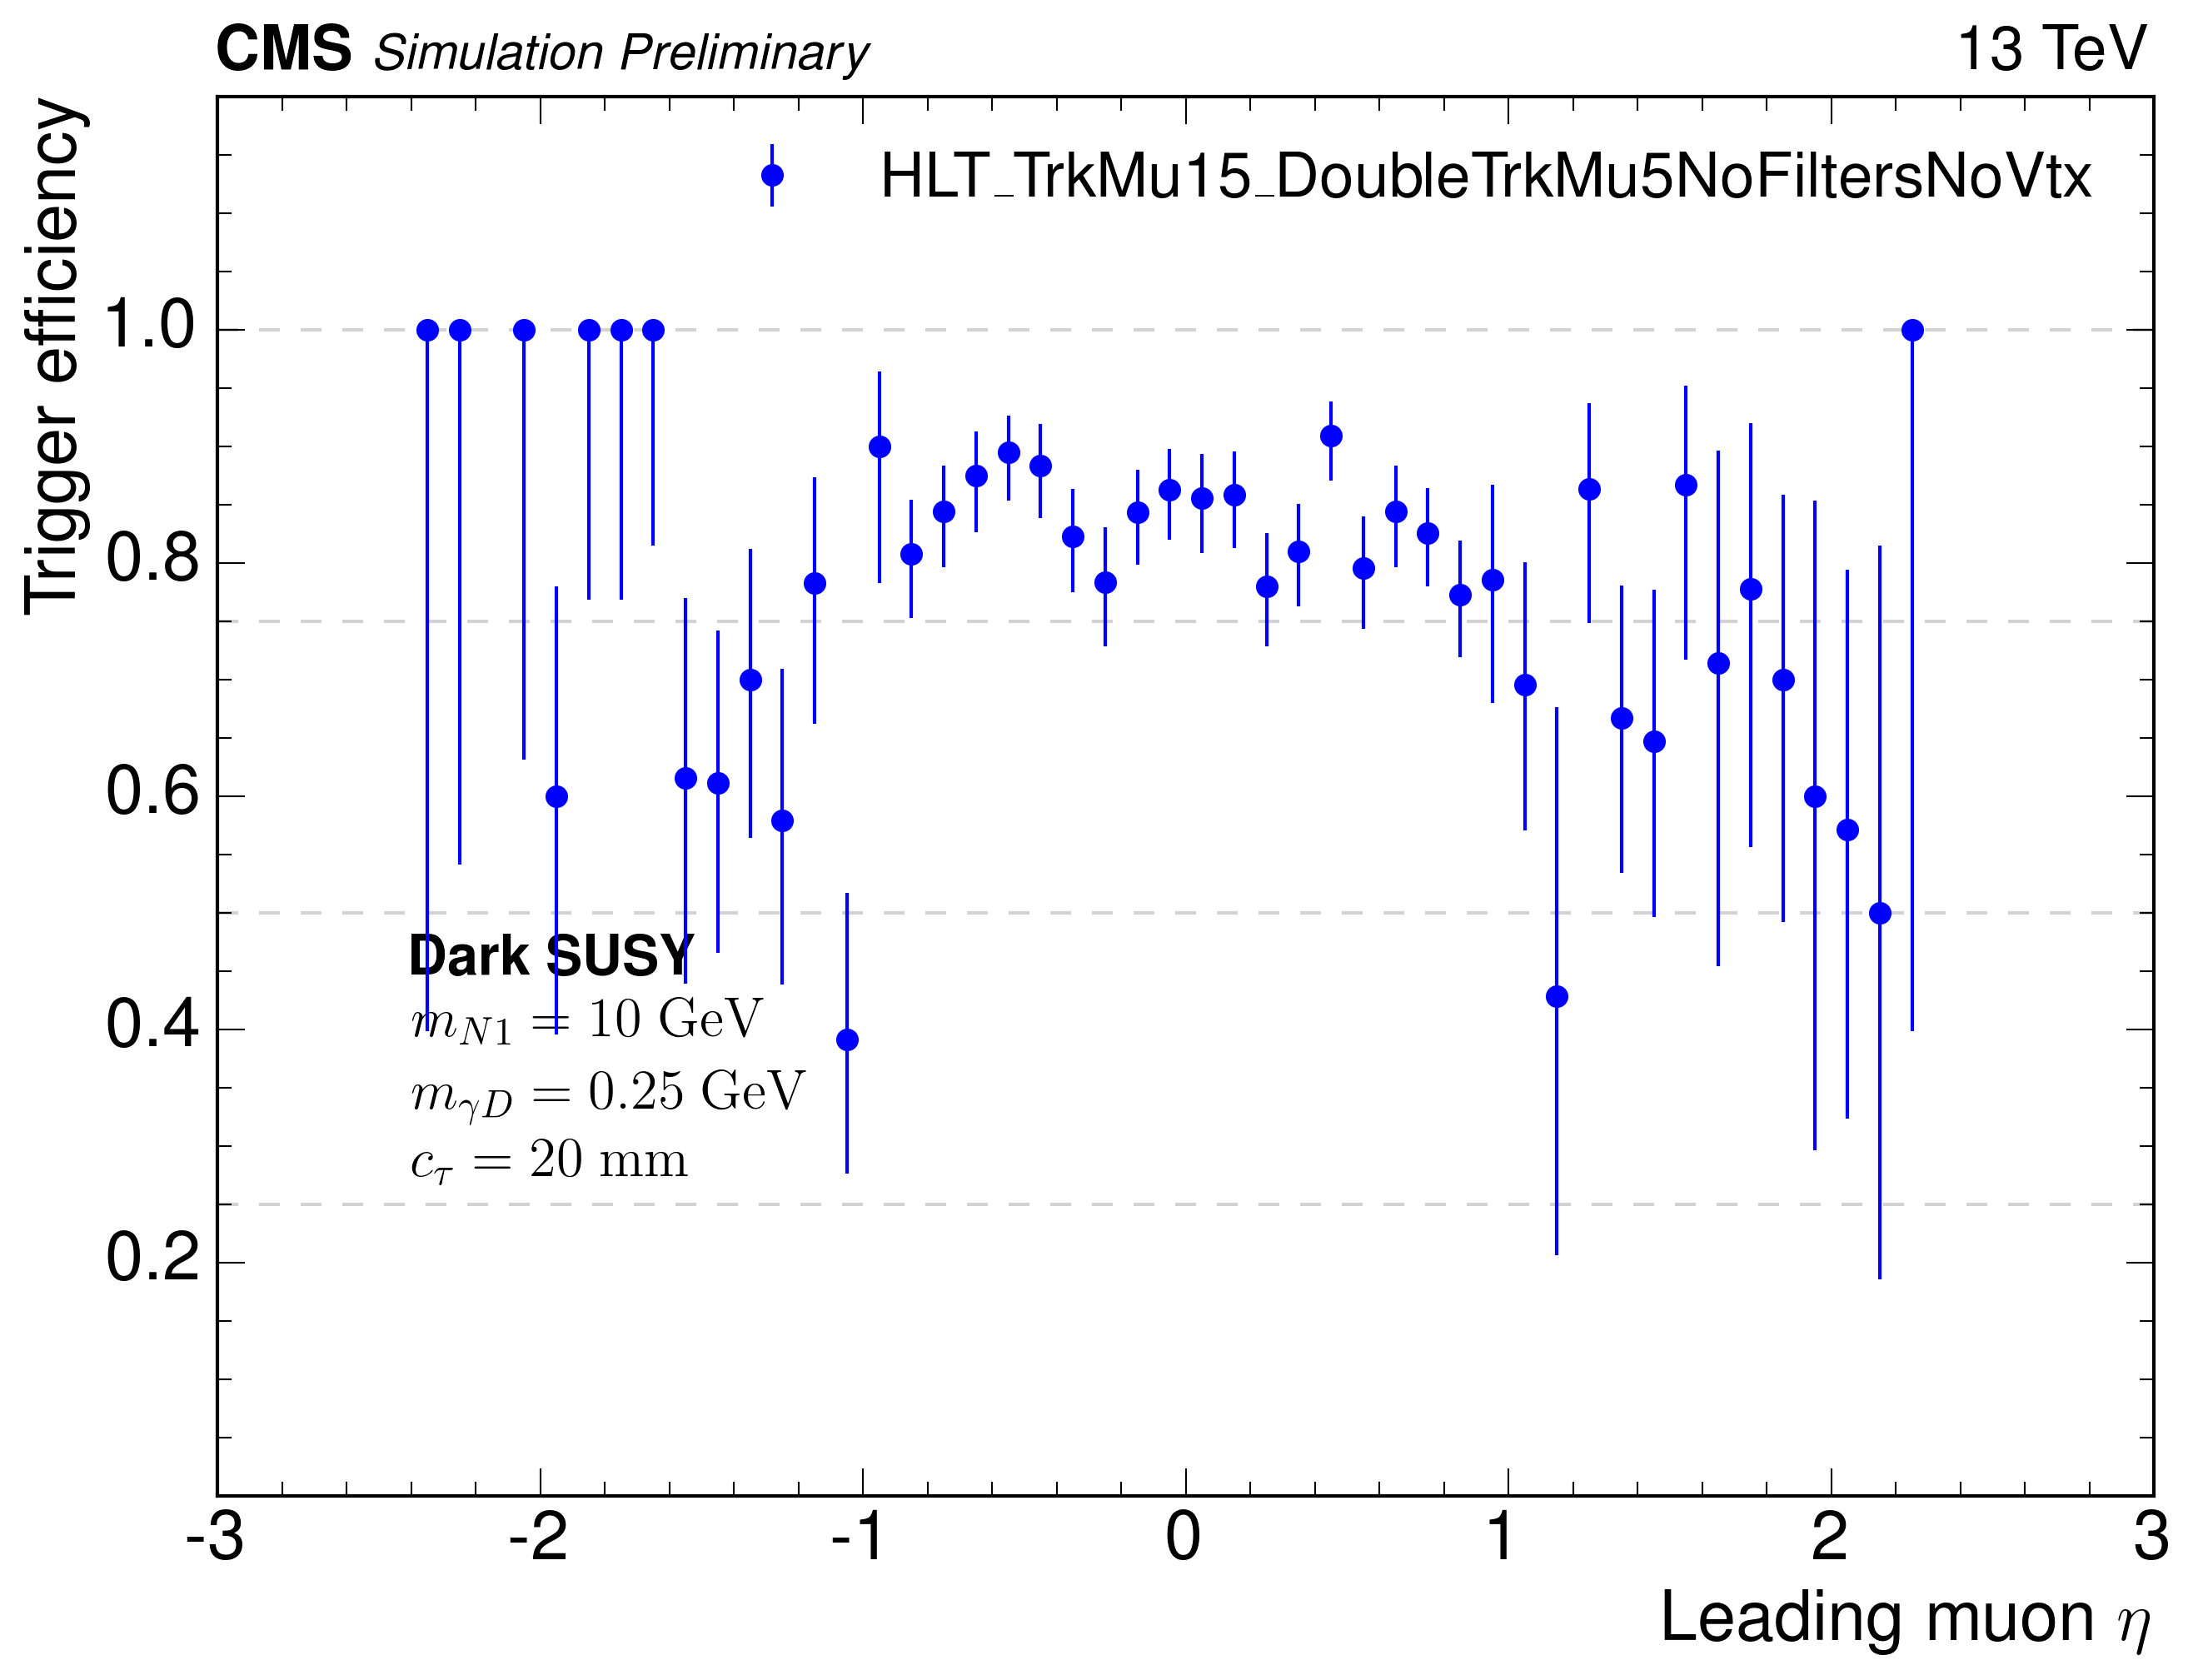 CMS Simulation Preliminary 13 TeV
Trigger efficiency
HLT_TrkMu15_DoubleTrkMu5NoFiltersNoVtx
1.0
0.8
0.6
0.4
0.2
Dark SUSY
m_{N1} = 10 GeV
m_{γD} = 0.25 GeV
c_τ = 20 mm
-3 -2 -1 0 1 2 3
Leading muon η